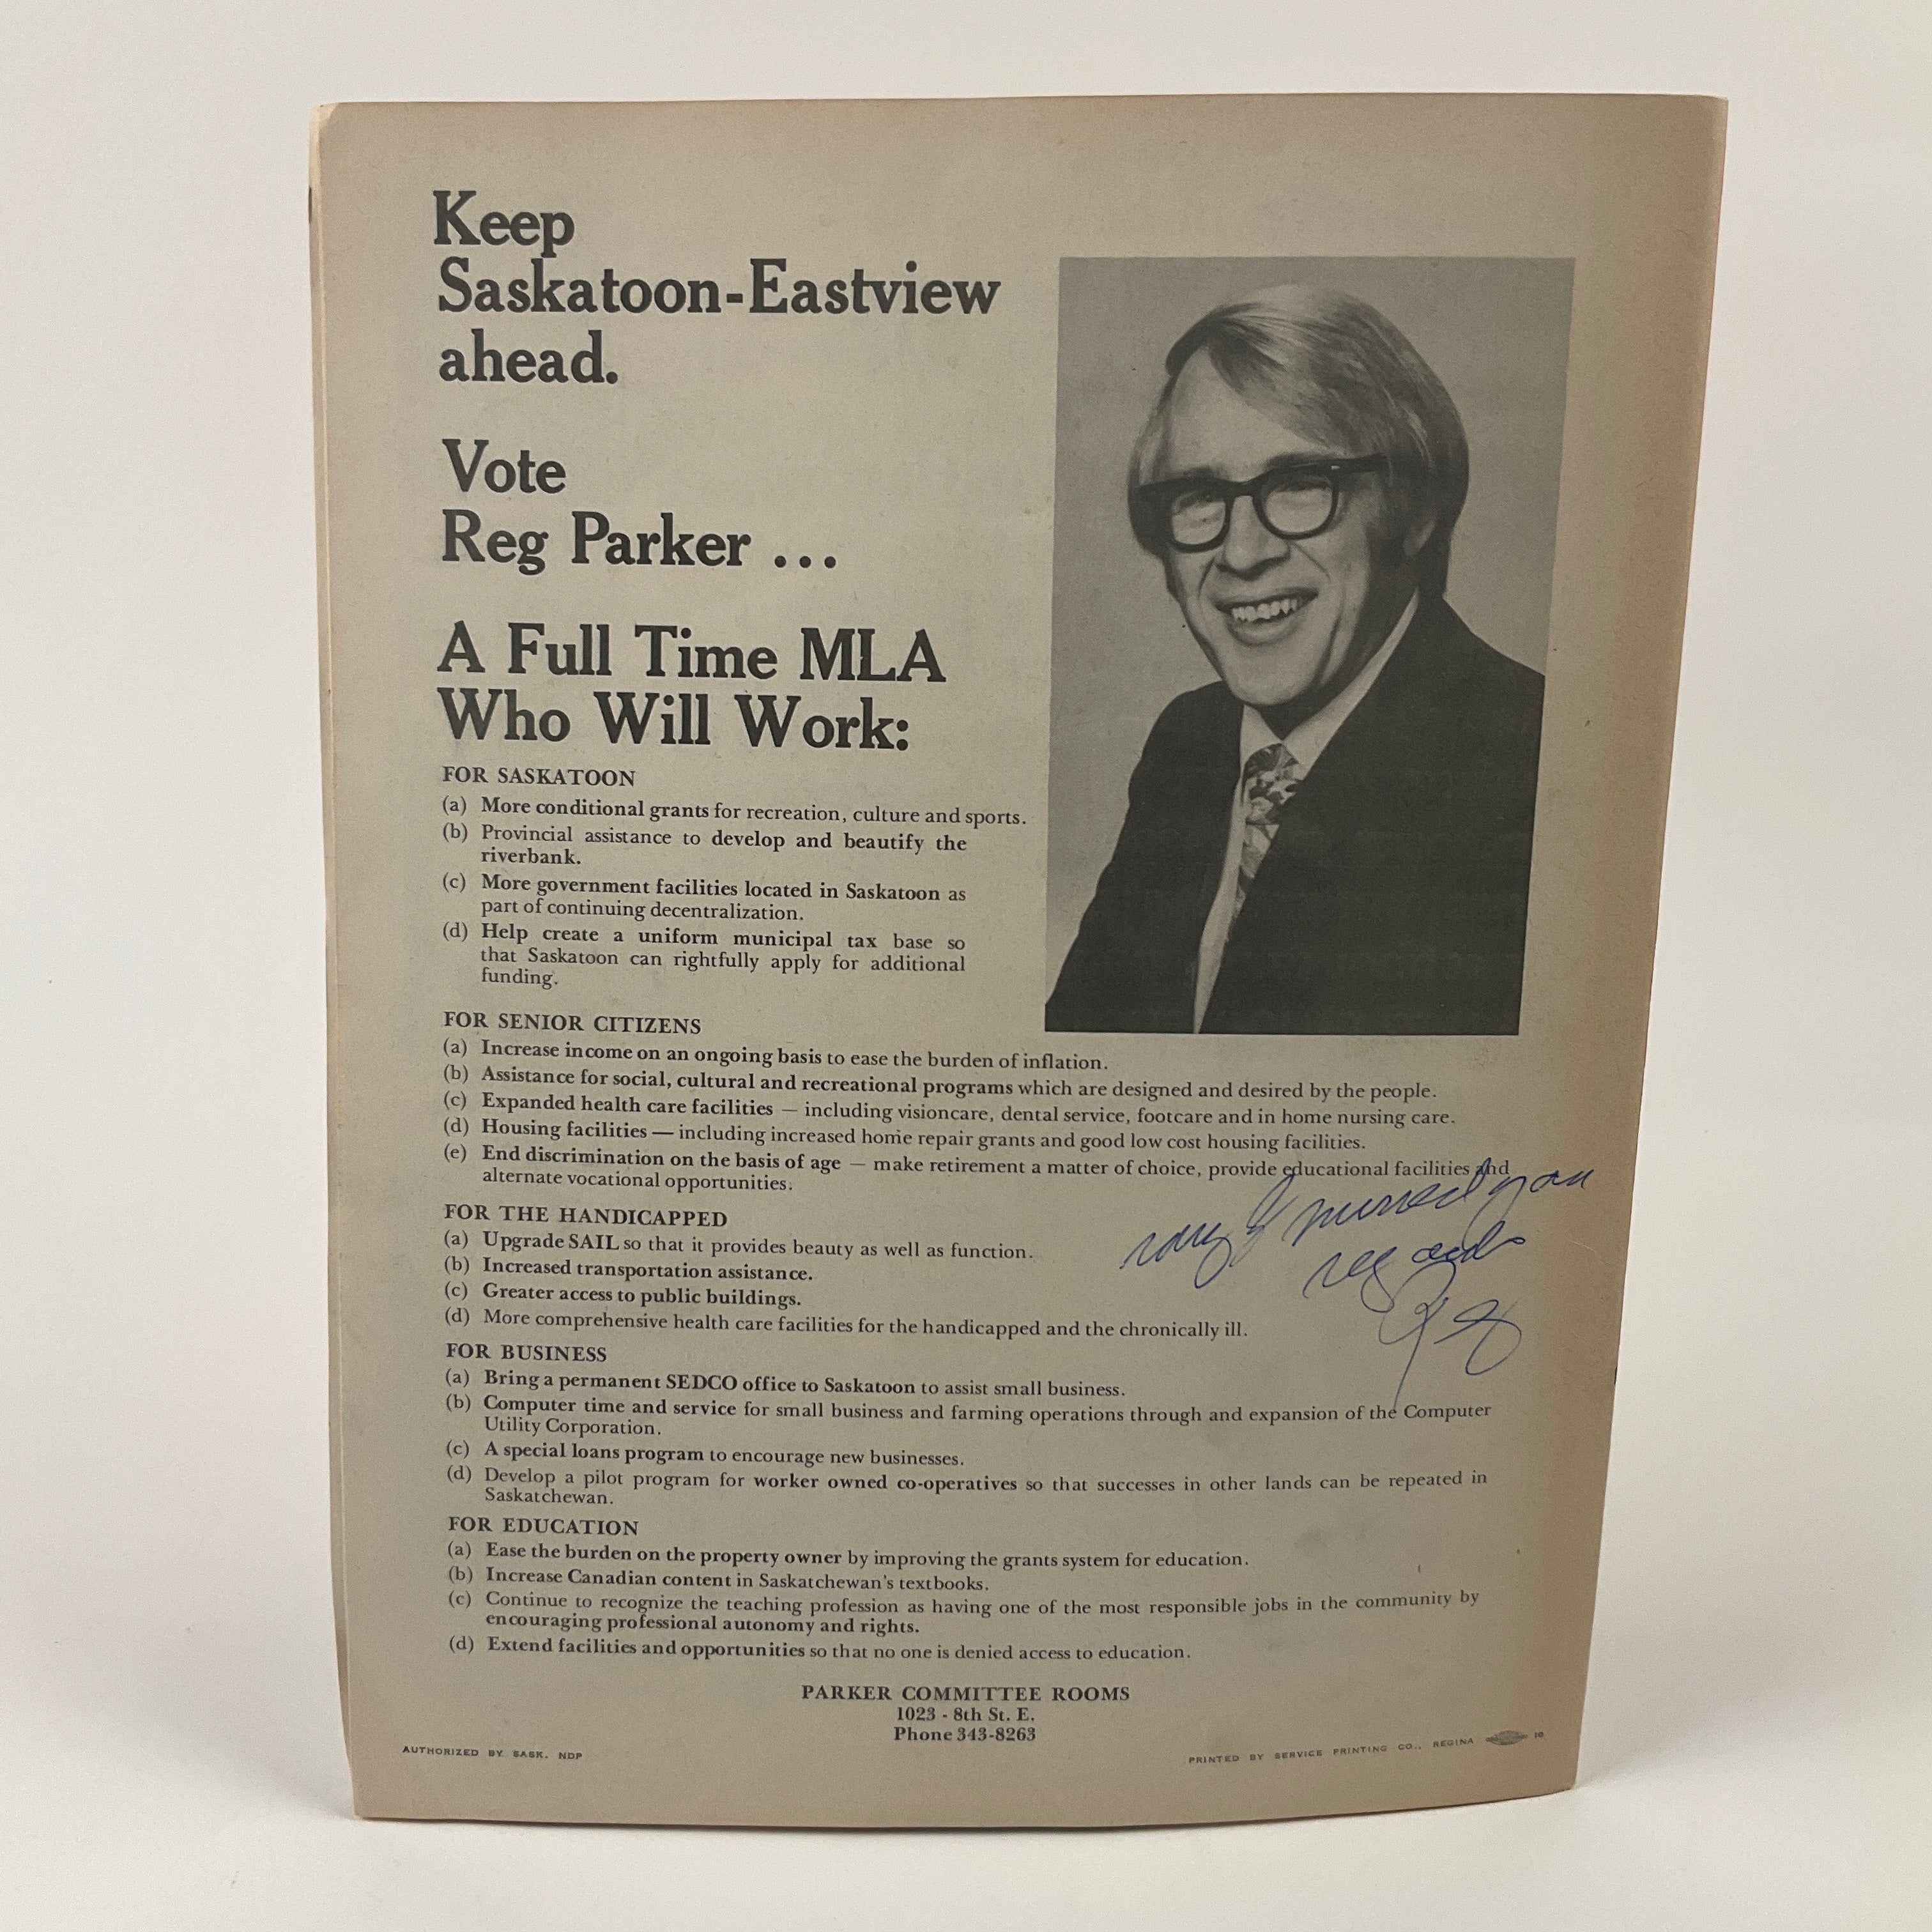 Keep
Saskatoon-Eastview
ahead.
Vote
Reg Parker ...
A Full Time MLA
Who Will Work:
FOR SASKATOON
(a) More conditional grants for recreation, culture and sports.
(b) Provincial assistance to develop and beautify the
riverbank.
(c) More government facilities located in Saskatoon as
part of continuing decentralization.
(d) Help create a uniform municipal tax base so
that Saskatoon can rightfully apply for additional
funding.
FOR SENIOR CITIZENS
(a) Increase income on an ongoing basis to ease the burden of inflation.
(b) Assistance for social, cultural and recreational programs which are designed and desired by the people.
(c) Expanded health care facilities — including visioncare, dental service, footcare and in home nursing care.
(d) Housing facilities — including increased home repair grants and good low cost housing facilities.
(e) End discrimination on the basis of age — make retirement a matter of choice, provide educational facilities and
alternate vocational opportunities.
sorry I missed you
regards
Reg
FOR THE HANDICAPPED
(a) Upgrade SAIL so that it provides beauty as well as function.
(b) Increased transportation assistance.
(c) Greater access to public buildings.
(d) More comprehensive health care facilities for the handicapped and the chronically ill.
FOR BUSINESS
(a) Bring a permanent SEDCO office to Saskatoon to assist small business.
(b) Computer time and service for small business and farming operations through and expansion of the Computer
Utility Corporation.
(c) A special loans program to encourage new businesses.
(d) Develop a pilot program for worker owned co-operatives so that successes in other lands can be repeated in
Saskatchewan.
FOR EDUCATION
(a) Ease the burden on the property owner by improving the grants system for education.
(b) Increase Canadian content in Saskatchewan's textbooks.
(c) Continue to recognize the teaching profession as having one of the most responsible jobs in the community by
encouraging professional autonomy and rights.
(d) Extend facilities and opportunities so that no one is denied access to education.
PARKER COMMITTEE ROOMS
1023 - 8th St. E.
Phone 343-8263
AUTHORIZED BY SASK. NDP
PRINTED BY SERVICE PRINTING CO., REGINA